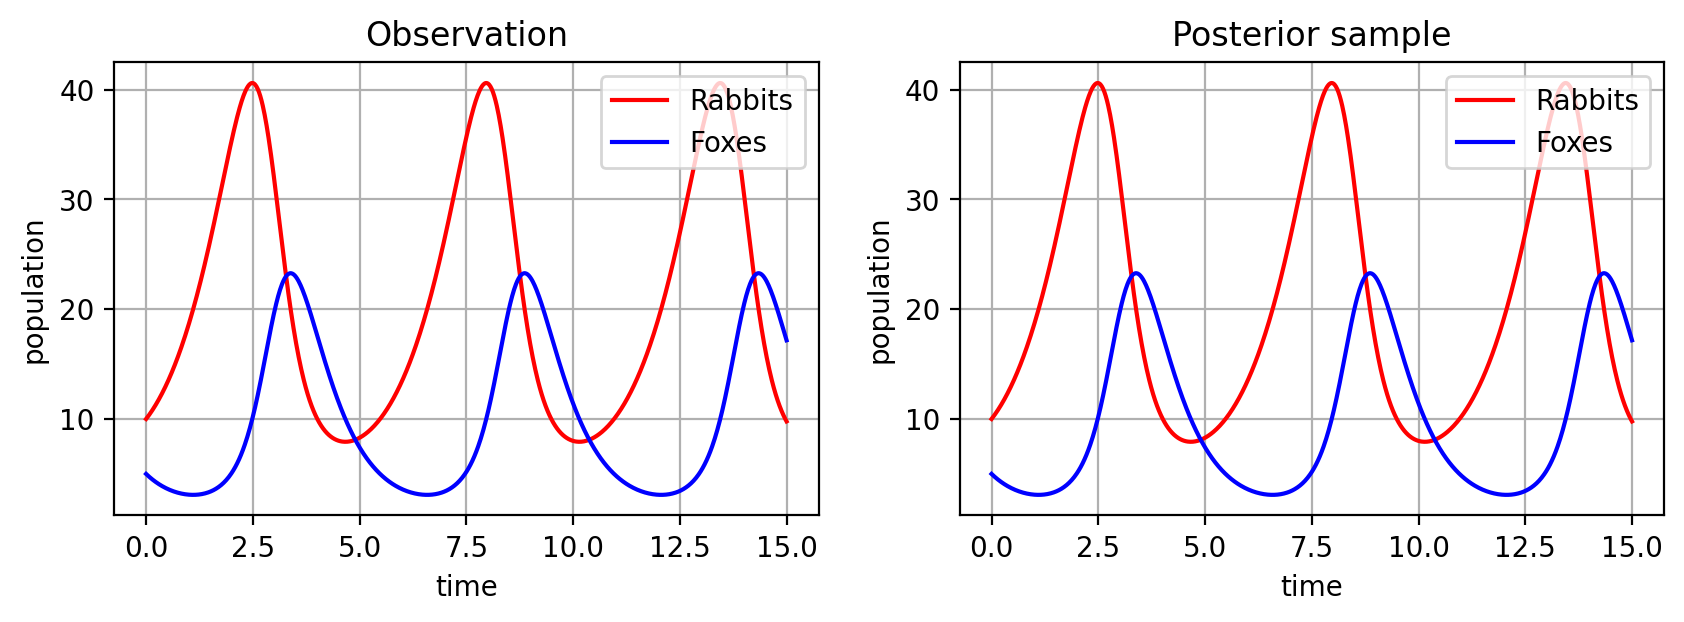 Observation
Rabbits
Foxes
population
40
30
20
10
0.0 2.5 5.0 7.5 10.0 12.5 15.0
time
Posterior sample
Rabbits
Foxes
population
40
30
20
10
0.0 2.5 5.0 7.5 10.0 12.5 15.0
time